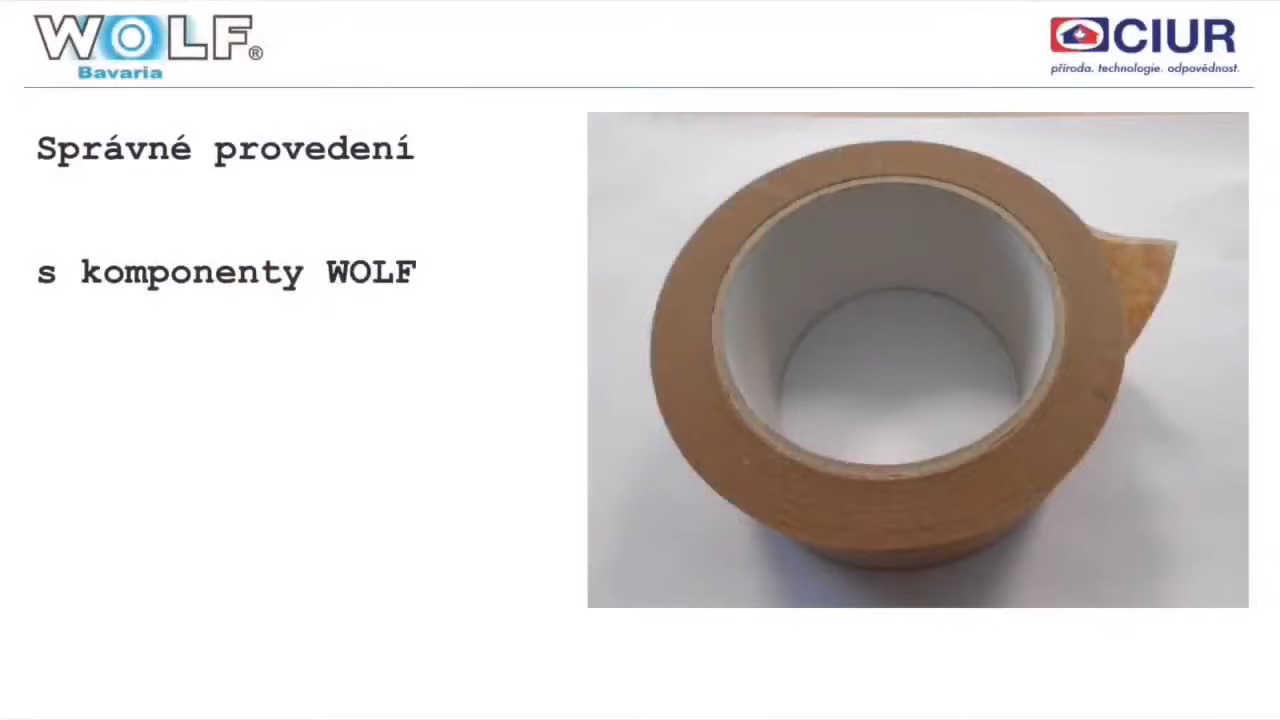 WOLF®
Bavaria
CIUR
příroda. technologie. odpovědnost.
Správné provedení
s komponenty WOLF